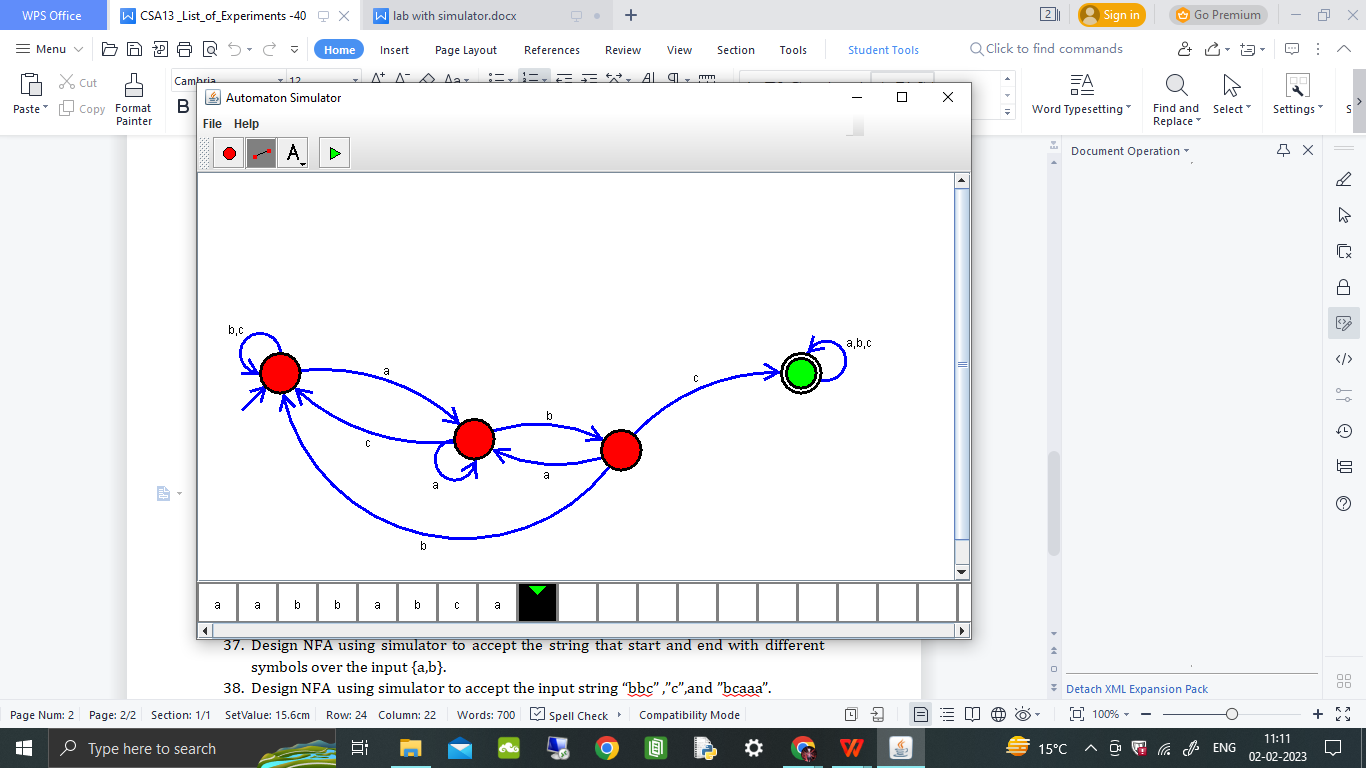 WPS Office
CSA13 _List_of_Experiments -40
lab with simulator.docx
2
Sign in
Go Premium
Menu
Home
Insert
Page Layout
References
Review
View
Section
Tools
Student Tools
Click to find commands
Paste
Cut
Copy
Format Painter
Cambria
12
B
Word Typesetting
Find and Replace
Select
Settings
Automaton Simulator
File Help
A
b,c
a
c
a
b
a
b
c
a,b,c
a a b b a b c a
Document Operation
Detach XML Expansion Pack
37. Design NFA using simulator to accept the string that start and end with different
symbols over the input {a,b}.
38. Design NFA using simulator to accept the input string “bbc” ,”c”,and ”bcaaa”.
Page Num: 2 Page: 2/2 Section: 1/1 SetValue: 15.6cm Row: 24 Column: 22 Words: 700 Spell Check Compatibility Mode 100%
Type here to search
15°C
ENG
11:11
02-02-2023